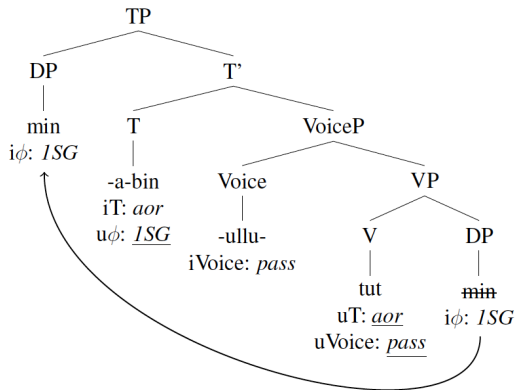 TP
DP T’
min
iϕ: 1SG
T VoiceP
-a-bin
iT: aor
uϕ: 1SG
Voice VP
-ullu-
iVoice: pass
V DP
tut
uT: aor
uVoice: pass
min
iϕ: 1SG